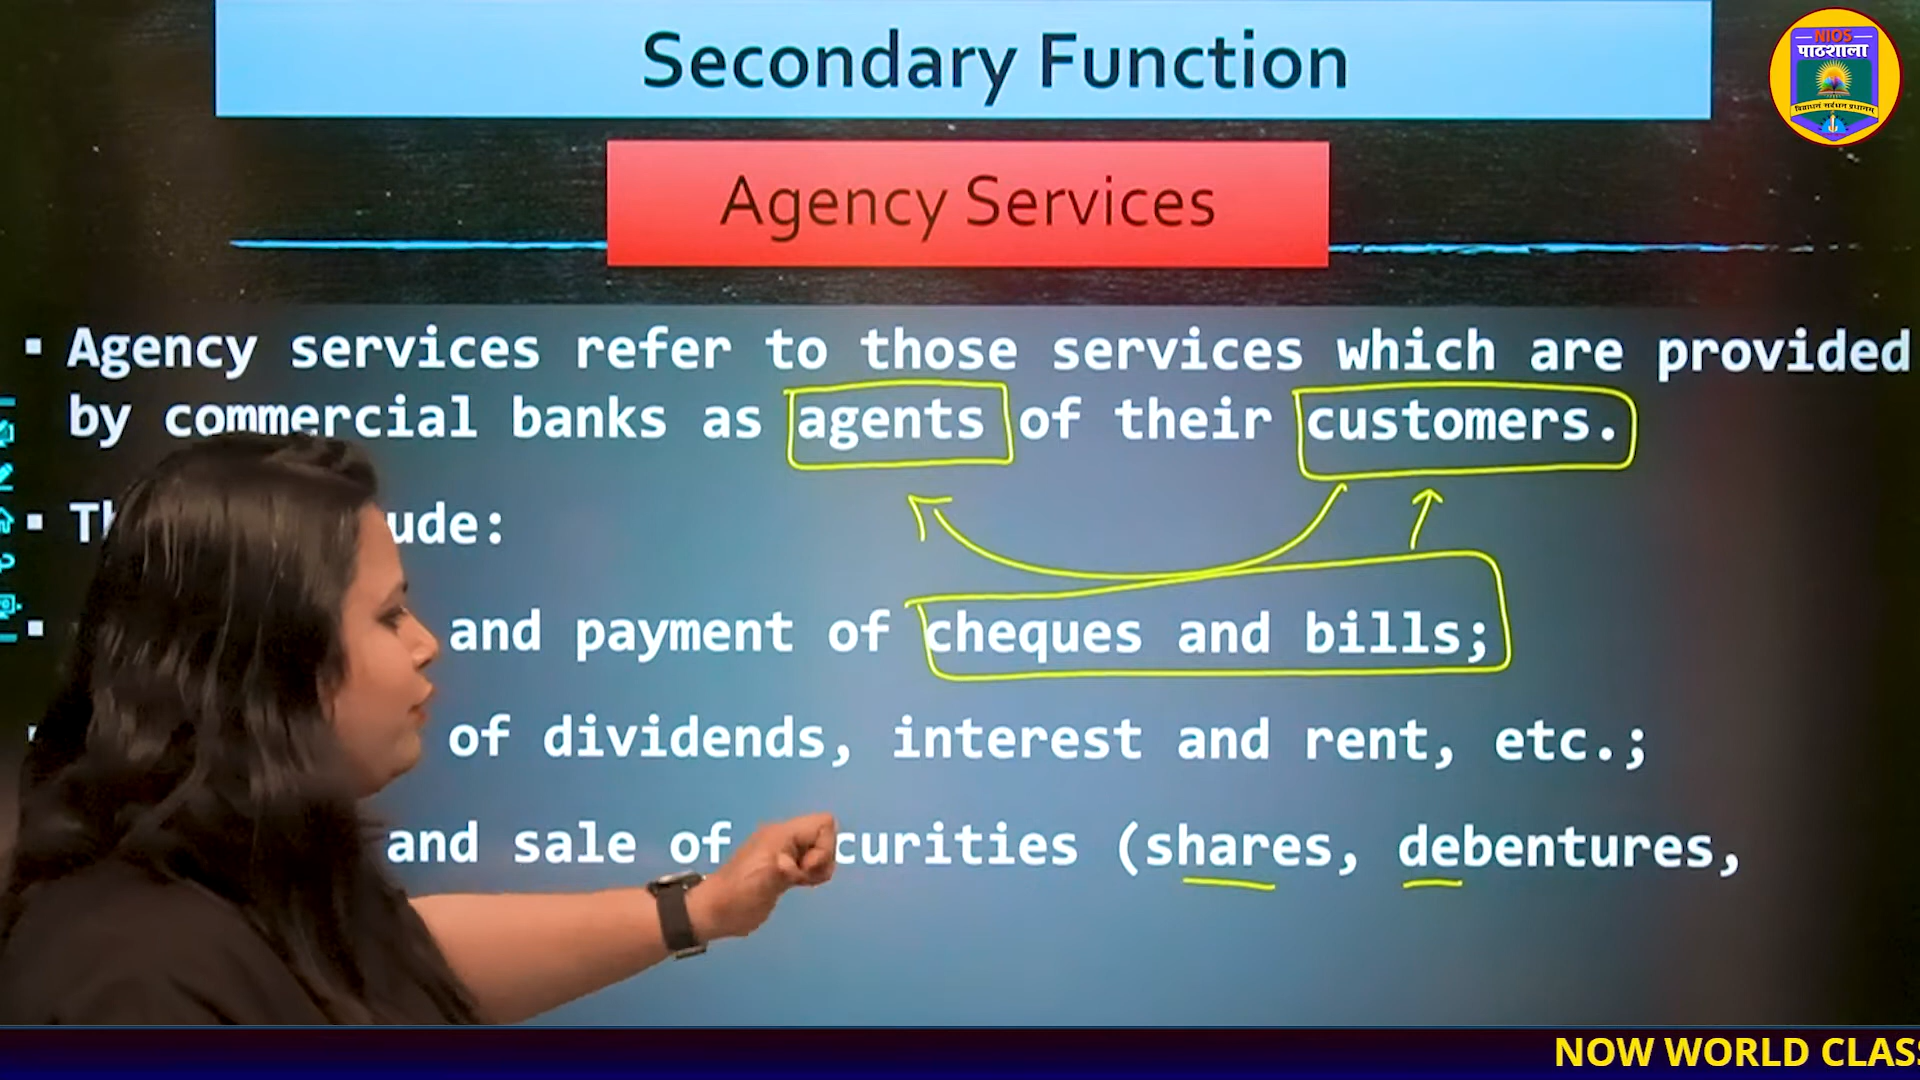 Secondary Function
NIOS
पाठशाला
Agency Services
▪ Agency services refer to those services which are provided
by commercial banks as agents of their customers.
ude:
and payment of cheques and bills;
of dividends, interest and rent, etc.;
and sale of curities (shares, debentures,
NOW WORLD CLAS